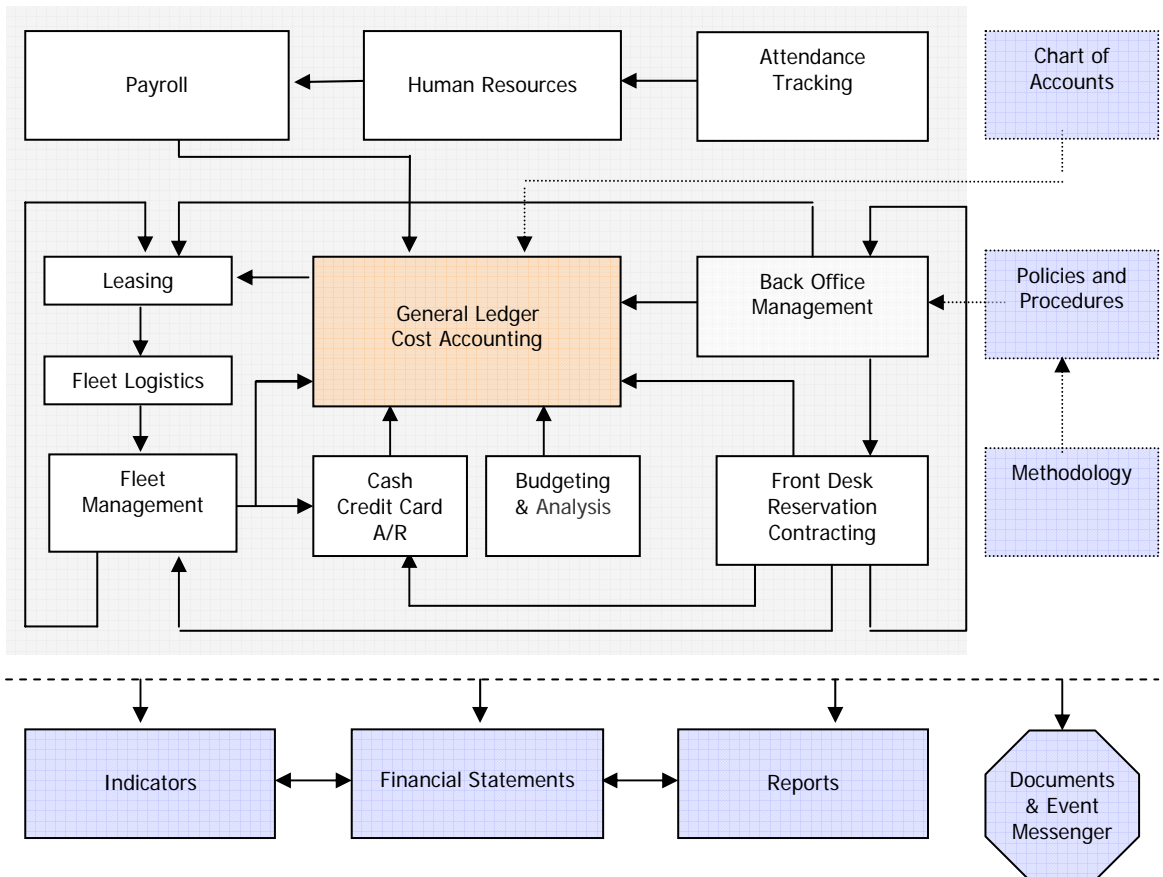 Payroll
Human Resources
Attendance
Tracking
Chart of
Accounts
Leasing
General Ledger
Cost Accounting
Back Office
Management
Policies and
Procedures
Fleet Logistics
Fleet
Management
Cash
Credit Card
A/R
Budgeting
& Analysis
Front Desk
Reservation
Contracting
Methodology
Indicators
Financial Statements
Reports
Documents
& Event
Messenger